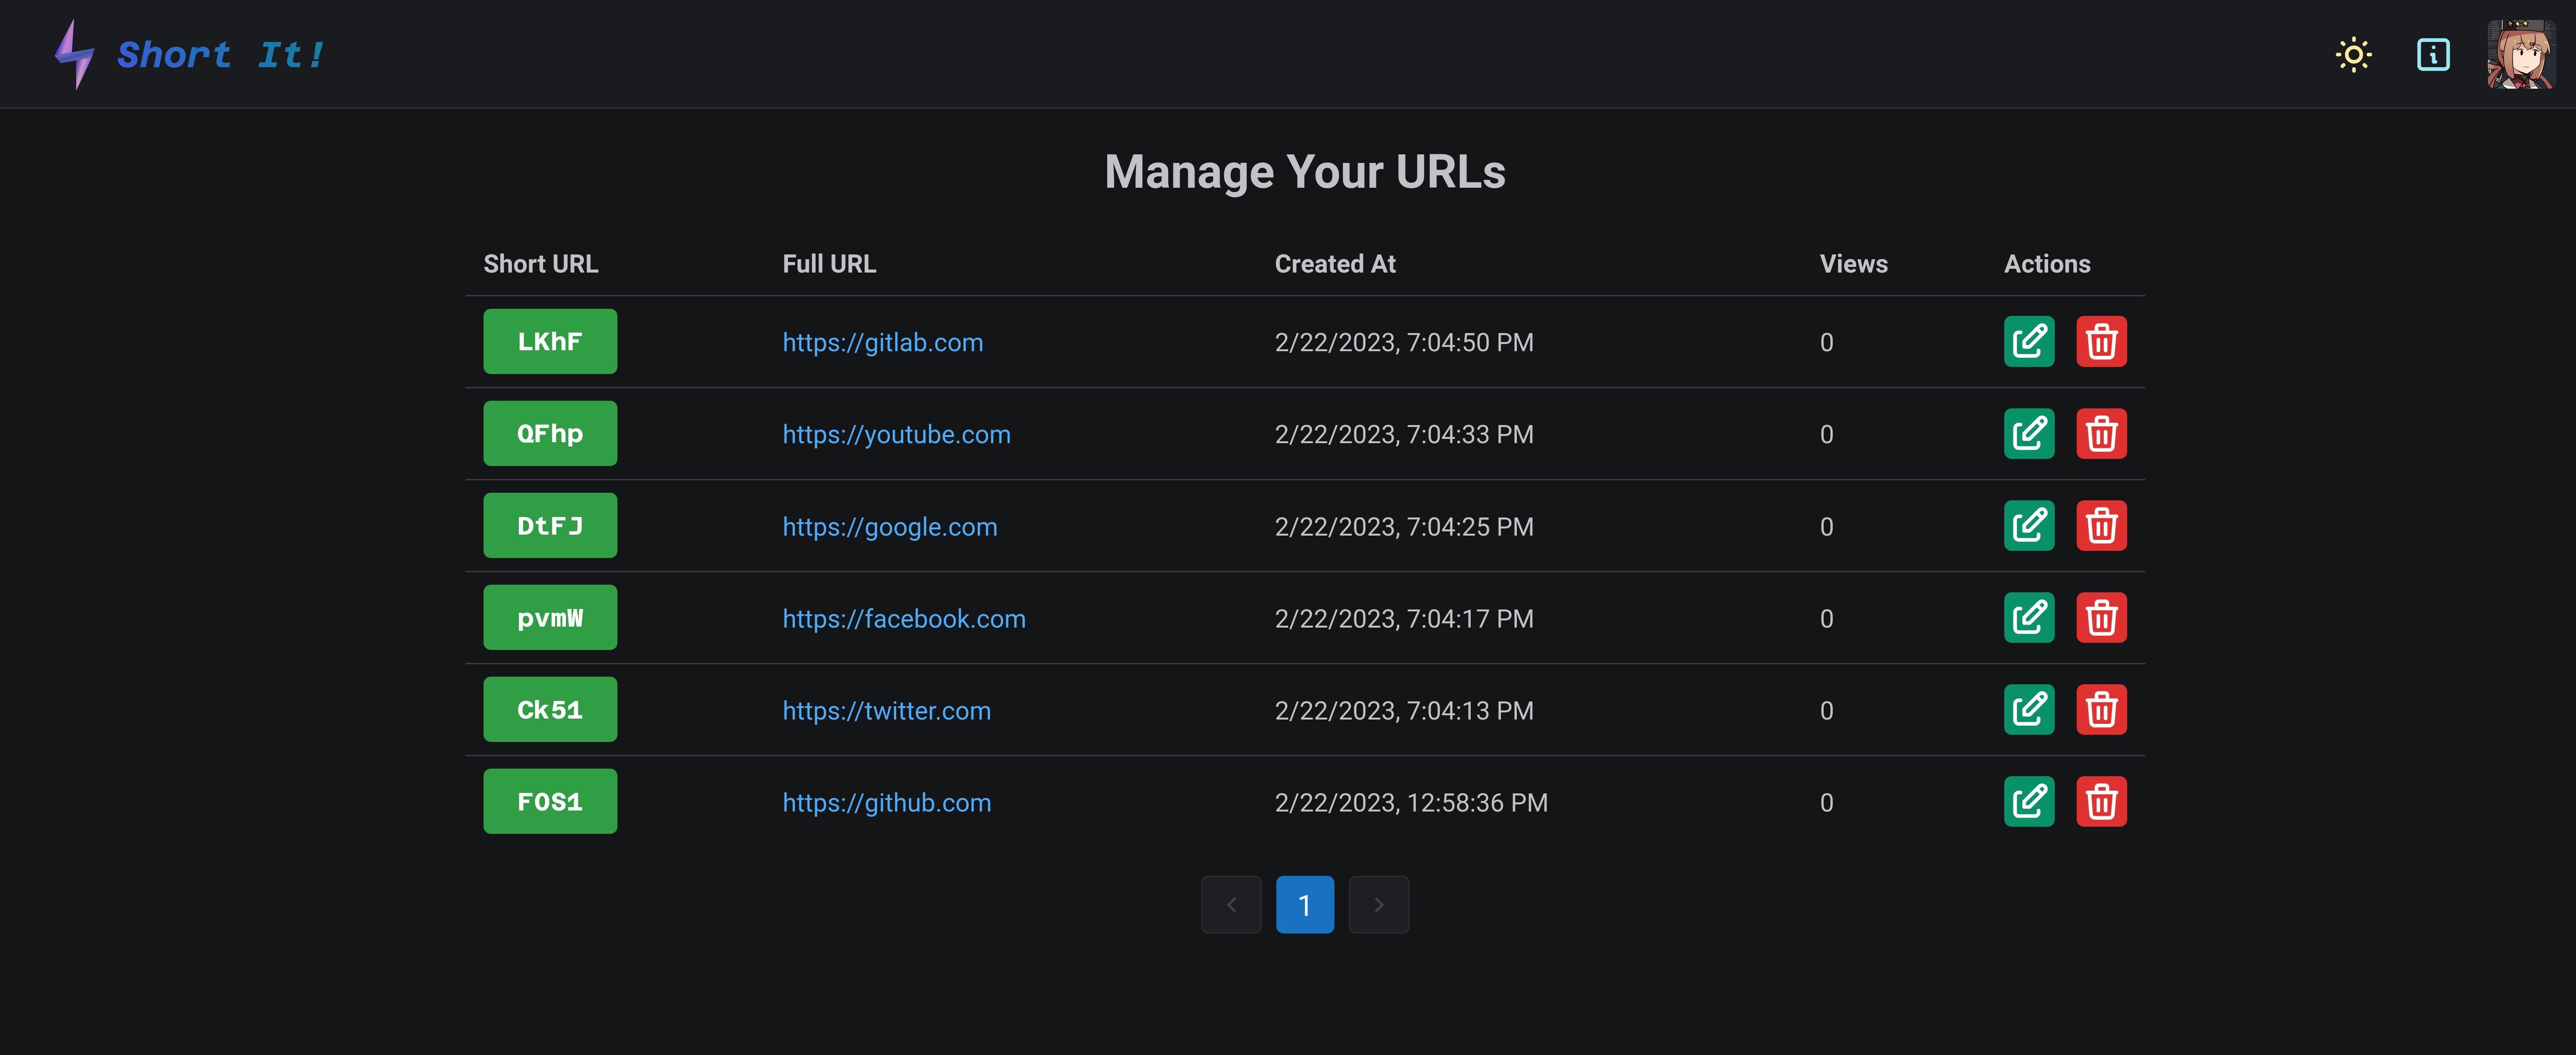 Short It!
Manage Your URLs
Short URL Full URL Created At Views Actions
LKhF https://gitlab.com 2/22/2023, 7:04:50 PM 0
QFhp https://youtube.com 2/22/2023, 7:04:33 PM 0
DtFJ https://google.com 2/22/2023, 7:04:25 PM 0
pvmW https://facebook.com 2/22/2023, 7:04:17 PM 0
Ck51 https://twitter.com 2/22/2023, 7:04:13 PM 0
FOS1 https://github.com 2/22/2023, 12:58:36 PM 0
1